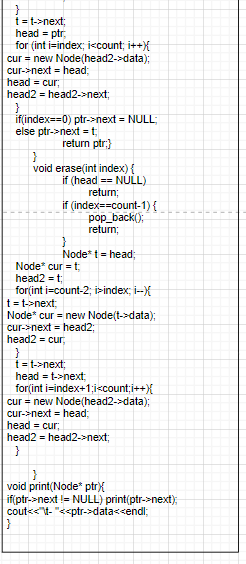 }
t = t->next;
head = ptr;
for (int i=index; i<count; i++){
cur = new Node(head2->data);
cur->next = head;
head = cur;
head2 = head2->next;
}
if(index==0) ptr->next = NULL;
else ptr->next = t;
return ptr;}
}
void erase(int index) {
if (head == NULL)
return;
if (index==count-1) {
pop_back();
return;
}
Node* t = head;
Node* cur = t;
head2 = t;
for(int i=count-2; i>index; i--){
t = t->next;
Node* cur = new Node(t->data);
cur->next = head2;
head2 = cur;
}
t = t->next;
head = t->next;
for(int i=index+1;i<count;i++){
cur = new Node(head2->data);
cur->next = head;
head = cur;
head2 = head2->next;
}
}
void print(Node* ptr){
if(ptr->next != NULL) print(ptr->next);
cout<<"\t- "<<ptr->data<<endl;
}